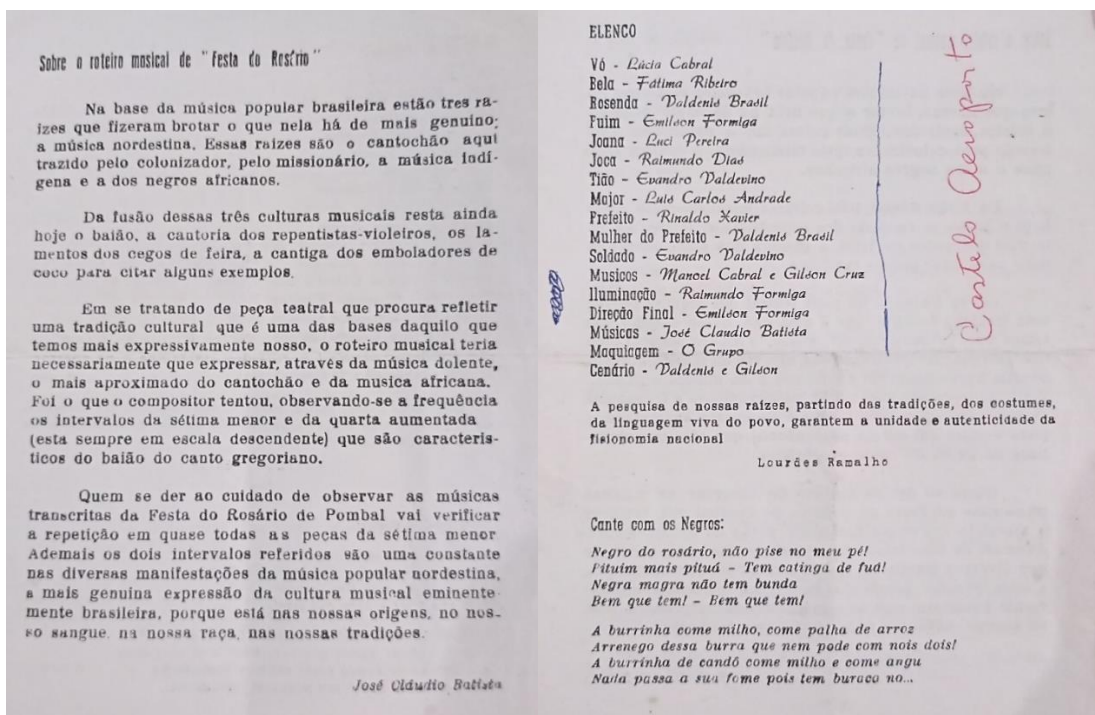 Sobre o roteiro musical de "Festa do Rosário"
Na base da música popular brasileira estão tres ra-
izes que fizeram brotar o que nela há de mais genuino;
a música nordestina. Essas raizes são o cantochão aqui
trazido pelo colonizador, pelo missionário, a música indí-
gena e a dos negros africanos.
Da fusão dessas três culturas musicais resta ainda
hoje o baião, a cantoria dos repentistas-violeiros, os la-
mentos dos cegos de feira, a cantiga dos emboladores de
coco para citar alguns exemplos.
Em se tratando de peça teatral que procura refletir
uma tradição cultural que é uma das bases daquilo que
temos mais expressivamente nosso, o roteiro musical teria
necessariamente que expressar, através da música dolente,
o mais aproximado do cantochão e da musica africana.
Foi o que o compositor tentou, observando-se a frequência
os intervalos da sétima menor e da quarta aumentada
(esta sempre em escala descendente) que são caracterís-
ticos do baião do canto gregoriano.
Quem se der ao cuidado de observar as músicas
transcritas da Festa do Rosário de Pombal vai verificar
a repetição em quase todas as peças da sétima menor
Ademais os dois intervalos referidos são uma constante
nas diversas manifestações da música popular nordestina,
a mais genuina expressão da cultura musical eminente-
mente brasileira, porque está nas nossas origens, no nos-
so sangue, na nossa raça, nas nossas tradições.
José Cláudio Batista
ELENCO
Vó - Lúcia Cabral
Bela - Fátima Ribeiro
Rosenda - Valdenis Brasil
Fuim - Emilson Formiga
Joana - Luci Pereira
Joca - Raimundo Dias
Tião - Evandro Valdevino
Major - Luis Carlos Andrade
Prefeito - Rinaldo Xavier
Mulher do Prefeito - Valdenis Brasil
Soldado - Evandro Valdevino
Musicos - Manoel Cabral e Gilson Cruz
Iluminação - Raimundo Formiga
Direção Final - Emilson Formiga
Músicas - José Claudio Batista
Maquiagem - O Grupo
Cenário - Valdenis e Gilson
Castelo Aeroporto
A pesquisa de nossas raizes, partindo das tradições, dos costumes,
da linguagem viva do povo, garantem a unidade e autenticidade da
fisionomia nacional
Lourdes Ramalho
Cante com os Negros:
Negro do rosário, não pise no meu pé!
Pituim mais pituá - Tem catinga de fuá!
Negra magra não tem bunda
Bem que tem! - Bem que tem!
A burrinha come milho, come palha de arroz
Arrenego dessa burra que nem pode com nois dois!
A burrinha de candô come milho e come angu
Nada passa a sua fome pois tem buraco no...